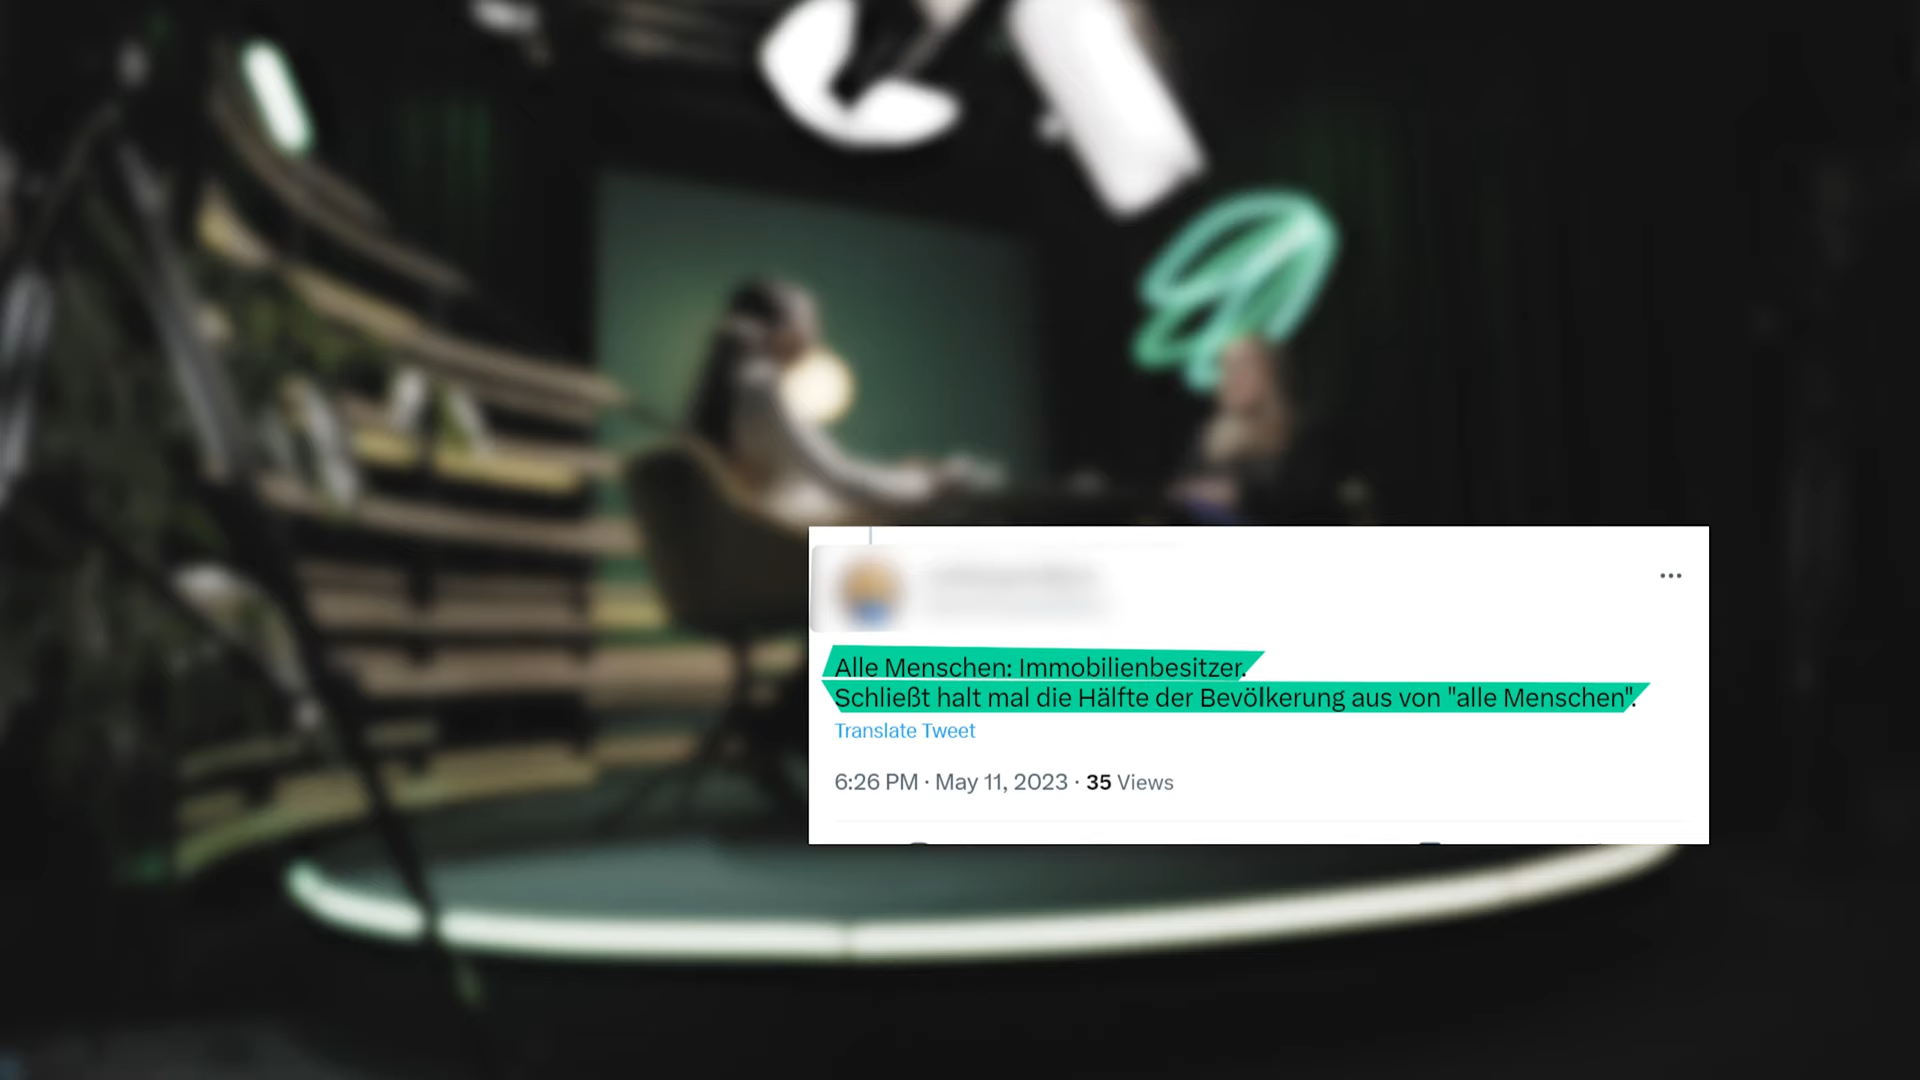 Alle Menschen: Immobilienbesitzer.
Schließt halt mal die Hälfte der Bevölkerung aus von "alle Menschen".
Translate Tweet
6:26 PM · May 11, 2023 · 35 Views